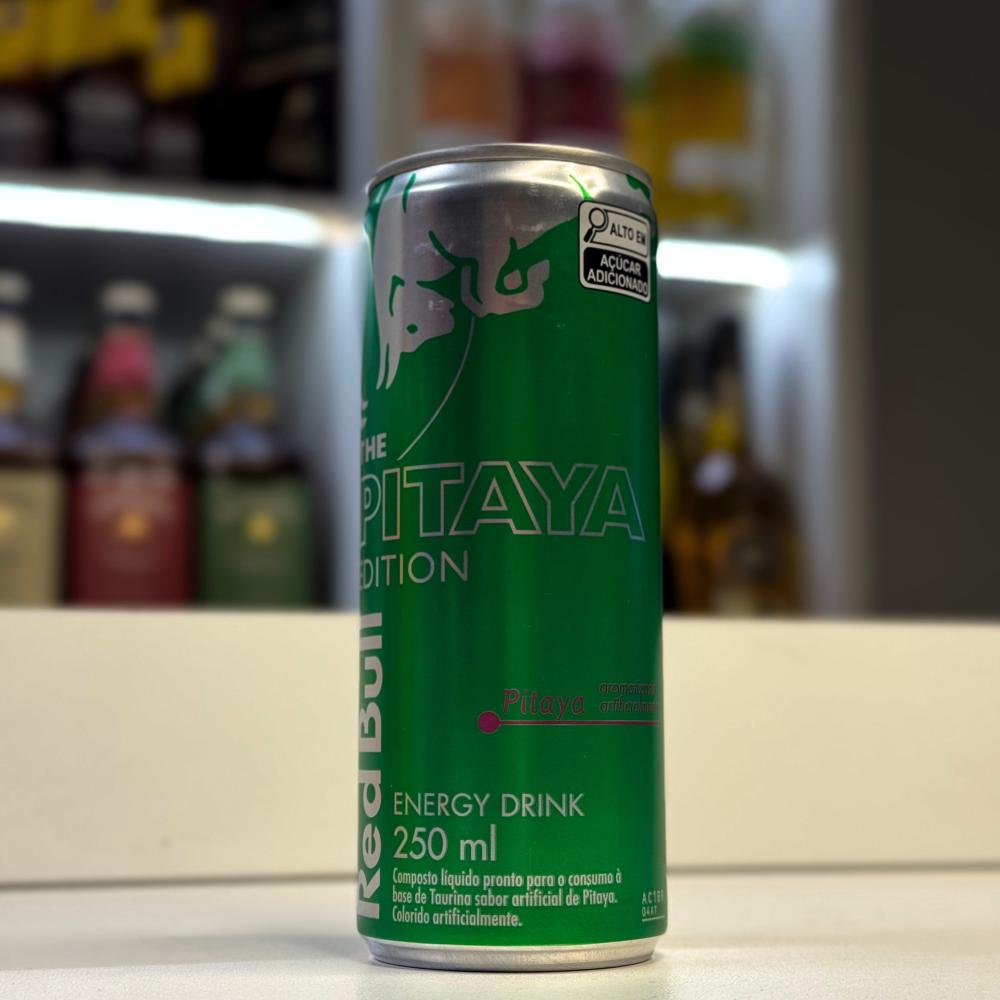 ALTO EM
AÇÚCAR
ADICIONADO
THE
PITAYA
EDITION
Red Bull
Pitaya
ENERGY DRINK
250 ml
Composto líquido pronto para o consumo à
base de Taurina sabor artificial de Pitaya.
Colorido artificialmente.